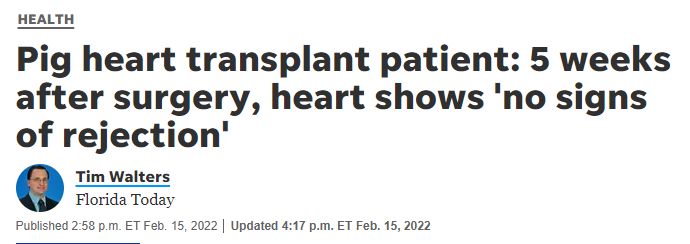 HEALTH
Pig heart transplant patient: 5 weeks
after surgery, heart shows 'no signs
of rejection'
Tim Walters
Florida Today
Published 2:58 p.m. ET Feb. 15, 2022 | Updated 4:17 p.m. ET Feb. 15, 2022